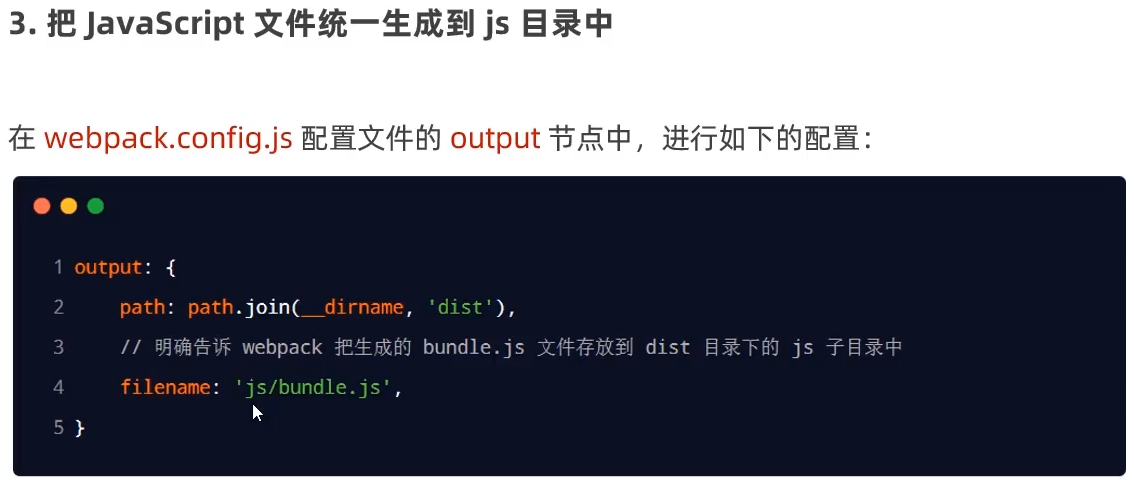 3. 把 JavaScript 文件统一生成到 js 目录中
在 webpack.config.js 配置文件的 output 节点中，进行如下的配置：
1 output: {
2     path: path.join(__dirname, 'dist'),
3     // 明确告诉 webpack 把生成的 bundle.js 文件存放到 dist 目录下的 js 子目录中
4     filename: 'js/bundle.js',
5 }